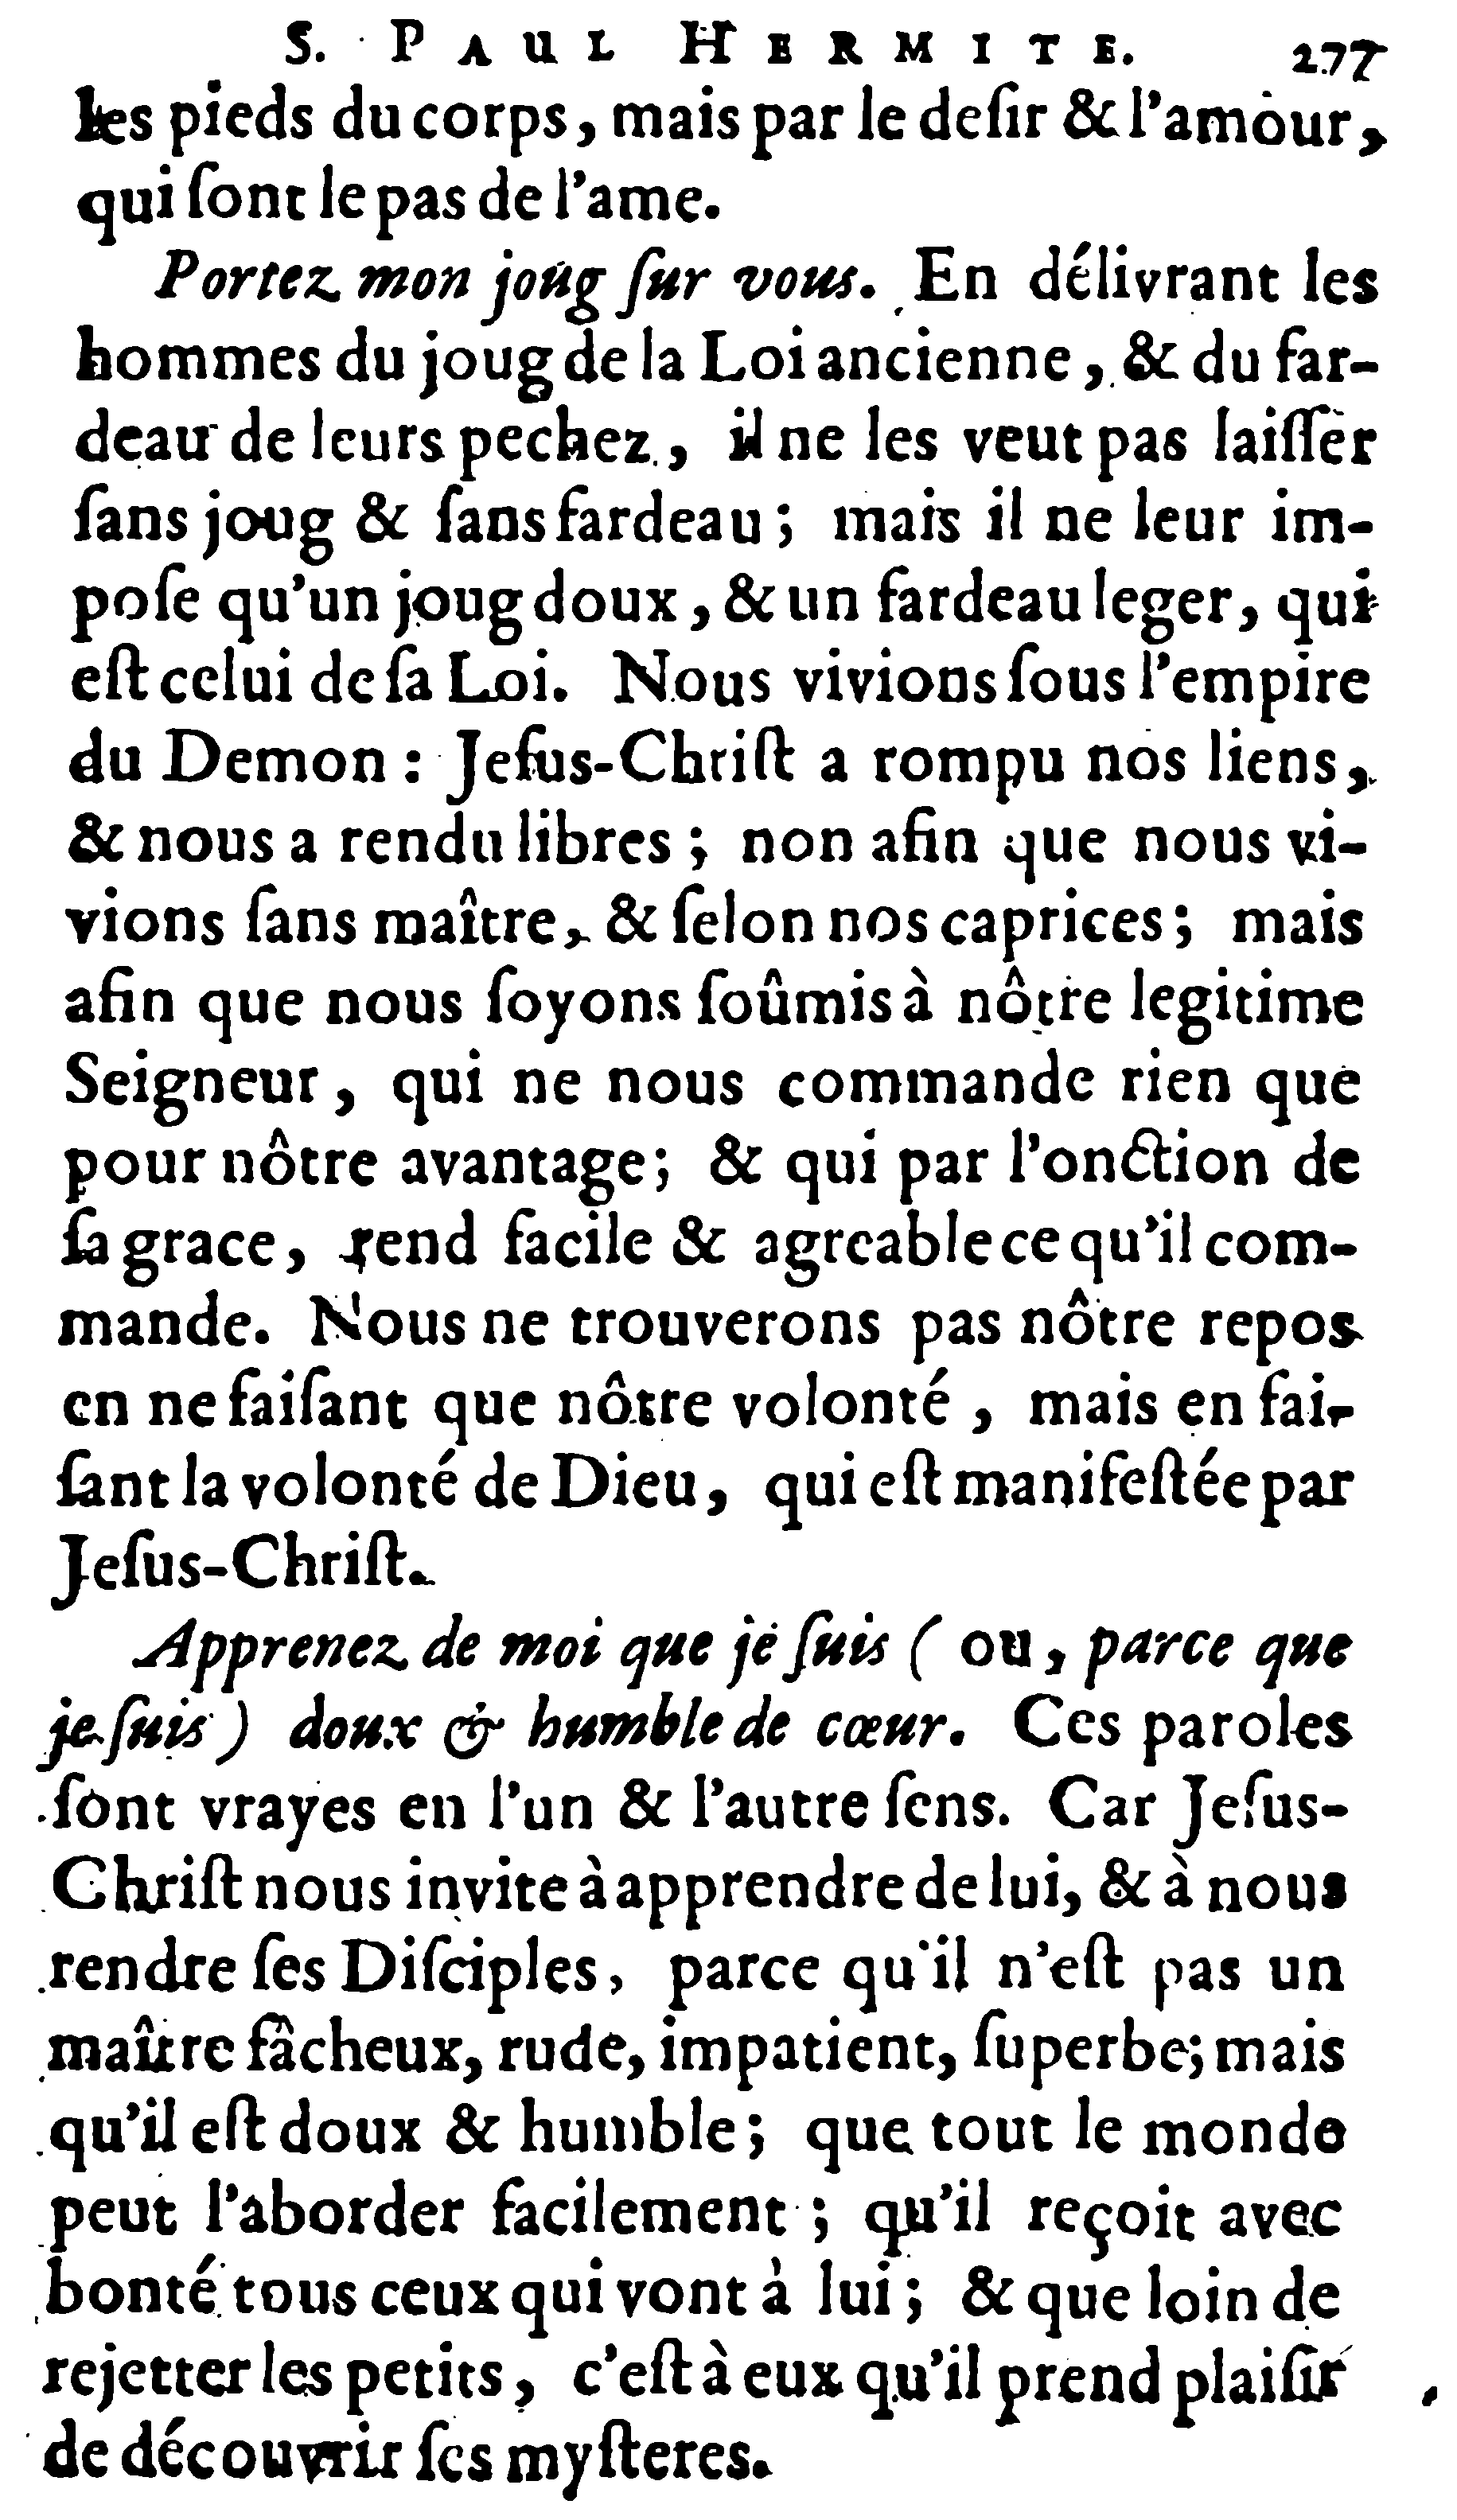 S. PAUL HERMITE. 277
les pieds du corps, mais par le deſir & l'amour,
qui ſont le pas de l'ame.
Portez mon joug ſur vous. En délivrant les
hommes du joug de la Loi ancienne, & du far-
deau de leurs pechez, il ne les veut pas laiſſer
ſans joug & ſans fardeau; mais il ne leur im-
poſe qu'un joug doux, & un fardeau leger, qui
eſt celui de ſa Loi. Nous vivions ſous l'empire
du Demon: Jeſus-Chriſt a rompu nos liens,
& nous a rendu libres; non afin que nous vi-
vions ſans maître, & ſelon nos caprices; mais
afin que nous ſoyons ſoûmis à nôtre legitime
Seigneur, qui ne nous commande rien que
pour nôtre avantage; & qui par l'onction de
ſa grace, rend facile & agreable ce qu'il com-
mande. Nous ne trouverons pas nôtre repos
en ne faiſant que nôtre volonté, mais en fai-
ſant la volonté de Dieu, qui eſt manifeſtée par
Jeſus-Chriſt.
Apprenez de moi que je ſuis (ou, parce que
je ſuis) doux & humble de cœur. Ces paroles
ſont vrayes en l'un & l'autre ſens. Car Jeſus-
Chriſt nous invite à apprendre de lui, & à nous
rendre ſes Diſciples, parce qu'il n'eſt pas un
maître fâcheux, rude, impatient, ſuperbe; mais
qu'il eſt doux & humble; que tout le monde
peut l'aborder facilement; qu'il reçoit avec
bonté tous ceux qui vont à lui; & que loin de
rejetter les petits, c'eſt à eux qu'il prend plaiſir
de découvrir ſes myſteres.